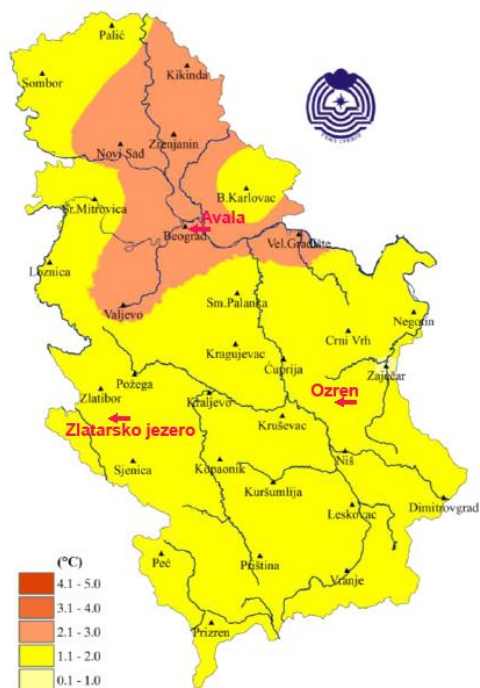 Palić
Kikinda
Sombor
Zrenjanin
Novi Sad
B.Karlovac
Sr.Mitrovica
Avala
Beograd
Vel.Gradište
Loznica
Valjevo
Sm.Palanka
Negotin
Crni Vrh
Kragujevac
Ćuprija
Zaječar
Požega
Zlatibor
Kraljevo
Ozren
Zlatarsko jezero
Kruševac
Sjenica
Kopaonik
Niš
Kuršumlija
Dimitrovgrad
Leskovac
Peć
Priština
Vranje
Prizren
(°C)
4.1 - 5.0
3.1 - 4.0
2.1 - 3.0
1.1 - 2.0
0.1 - 1.0